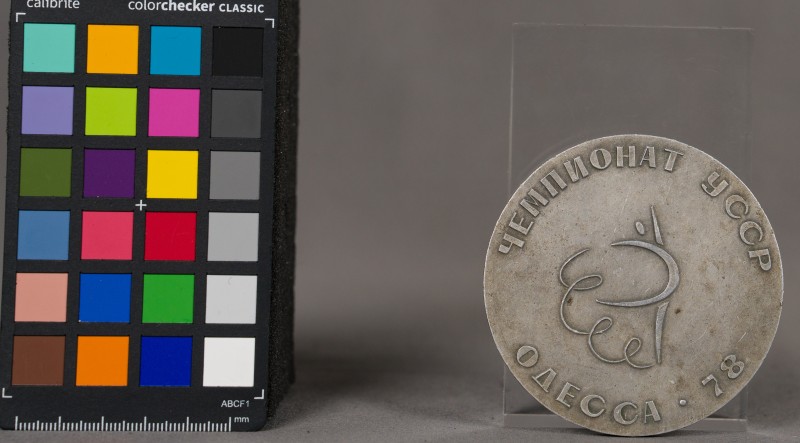 calibrite
colorchecker CLASSIC
ABCF1
mm
ЧЕМПИОНАТ УССР
ОДЕССА · 78